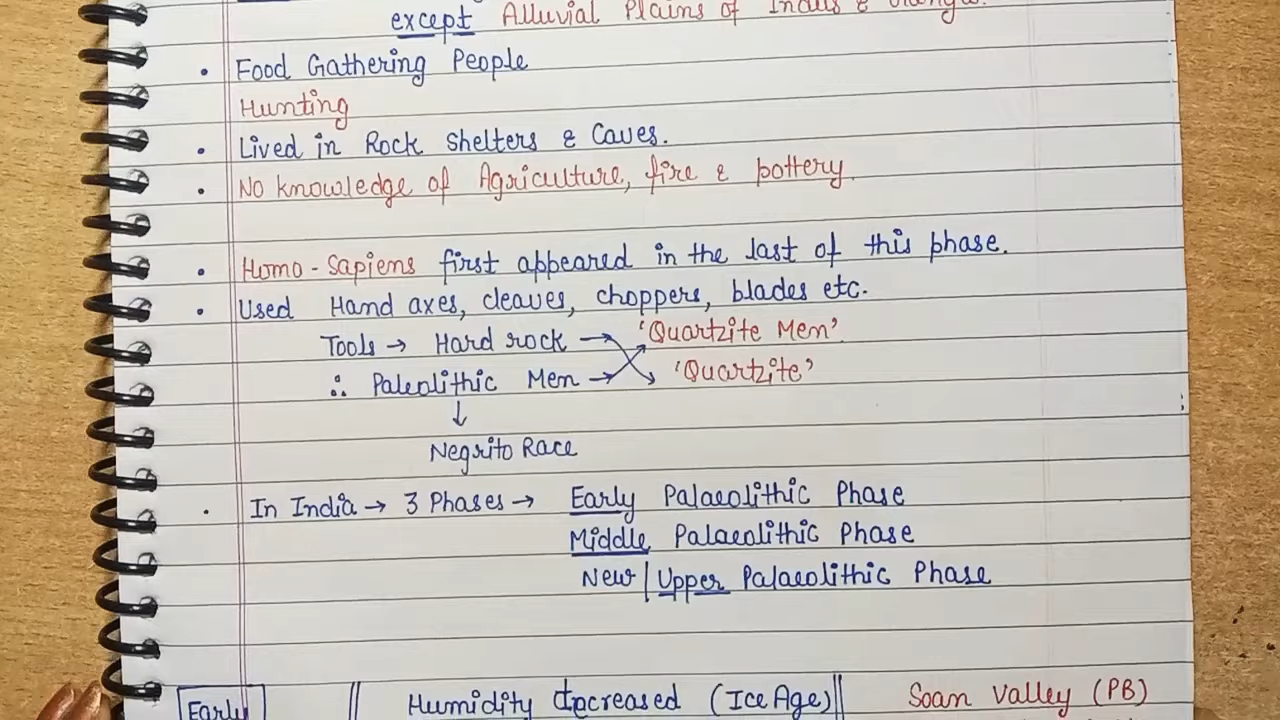 except Alluvial Plains of Indus &
• Food Gathering People
Hunting
• Lived in Rock Shelters & Caves.
• No knowledge of Agriculture, fire & pottery.
• Homo-Sapiens first appeared in the last of this phase.
• Used Hand axes, cleaves, choppers, blades etc.
Tools → Hard rock → 'Quartzite Men'.
∴ Paleolithic Men → 'Quartzite'
↓
Negrito Race
• In India → 3 Phases → Early Palaeolithic Phase
Middle Palaeolithic Phase
New/Upper Palaeolithic Phase
Early || Humidity (Ice Age) || Soan Valley (PB)